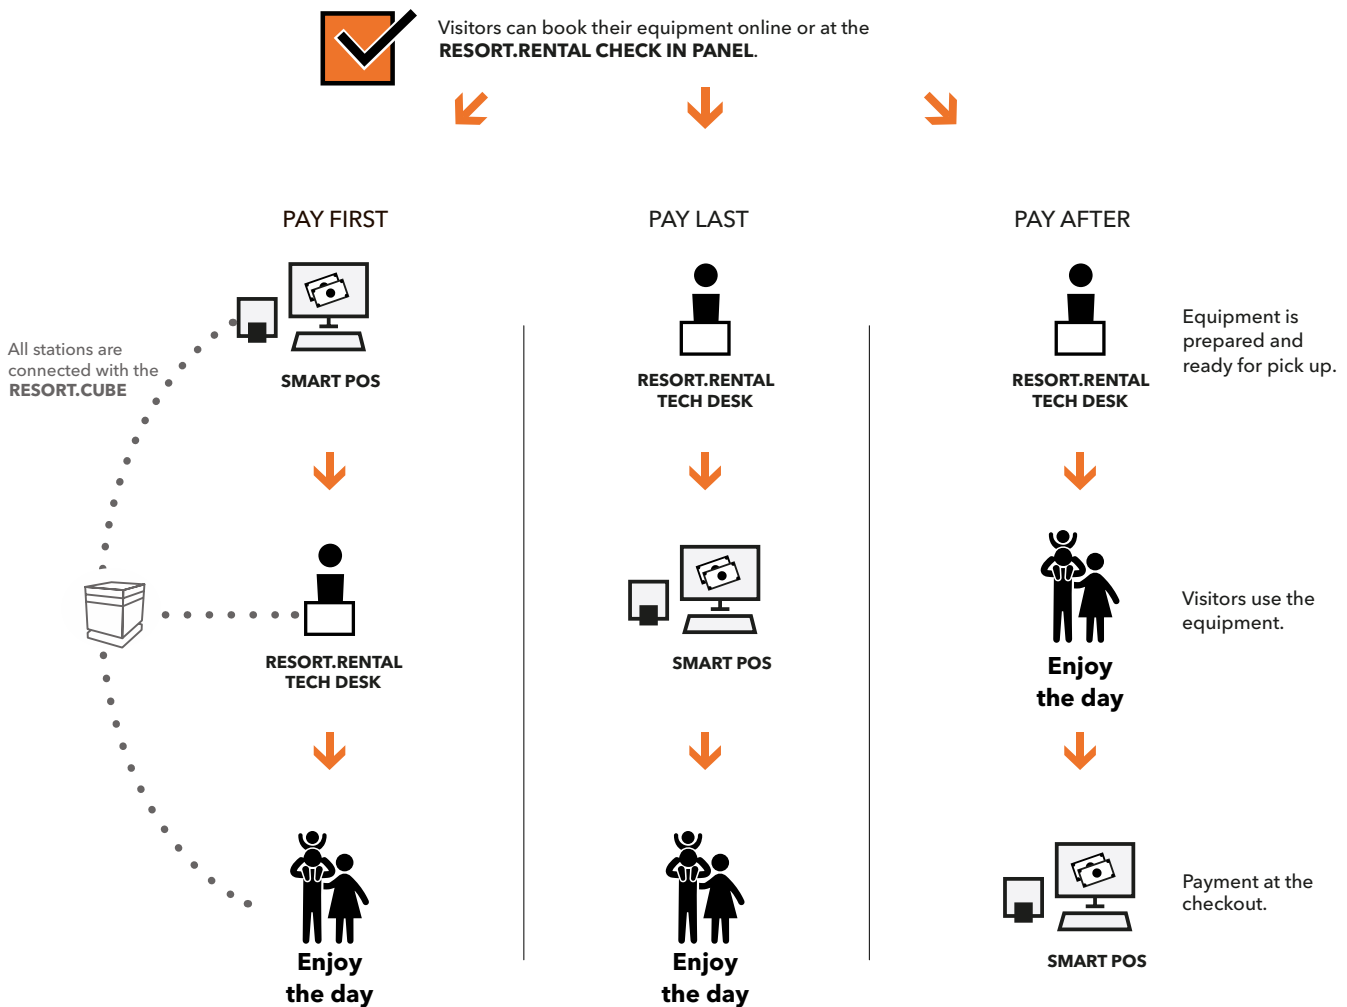 Visitors can book their equipment online or at the
RESORT.RENTAL CHECK IN PANEL.
PAY FIRST
PAY LAST
PAY AFTER
All stations are
connected with the
RESORT.CUBE
SMART POS
RESORT.RENTAL
TECH DESK
RESORT.RENTAL
TECH DESK
Equipment is
prepared and
ready for pick up.
RESORT.RENTAL
TECH DESK
SMART POS
Enjoy
the day
Visitors use the
equipment.
Enjoy
the day
Enjoy
the day
SMART POS
Payment at the
checkout.